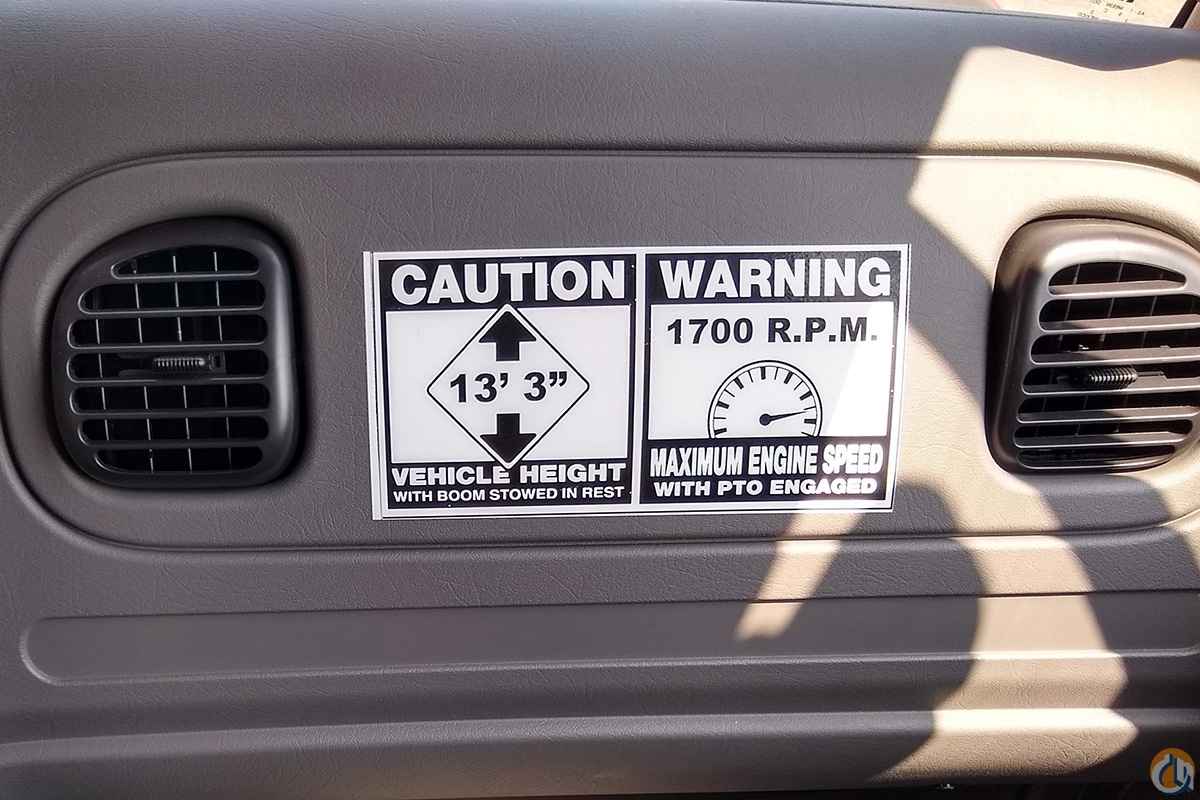 CAUTION
13' 3”
VEHICLE HEIGHT
WITH BOOM STOWED IN REST
WARNING
1700 R.P.M.
MAXIMUM ENGINE SPEED
WITH PTO ENGAGED